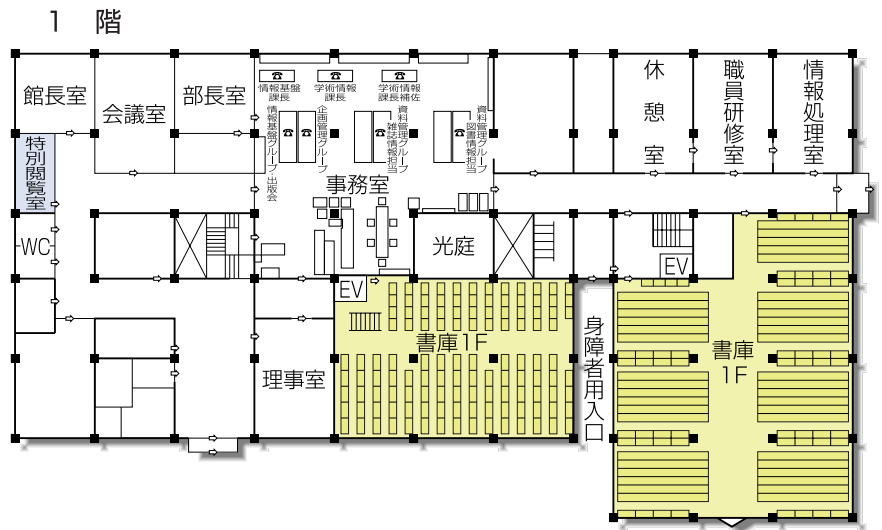 1 階
館長室
会議室
部長室
情報基盤
課長
学術情報
課長
学術情報
補佐
情報基盤グループ・出版会
企画管理グループ
資料管理グループ
雑誌情報担当
資料管理グループ
図書情報担当
休憩室
職員研修室
情報処理室
特別閲覧室
事務室
WC
光庭
EV
EV
書庫1F
身障者用入口
書庫
1F
理事室